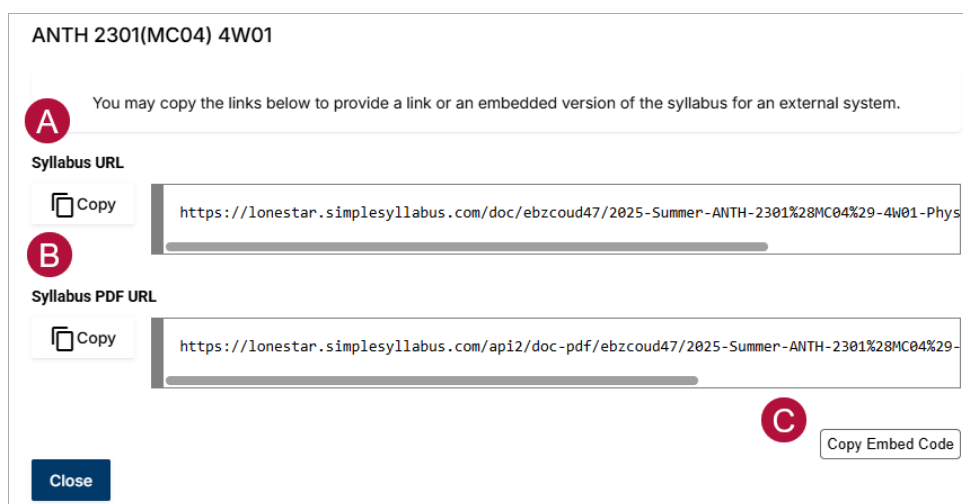 ANTH 2301(MC04) 4W01
You may copy the links below to provide a link or an embedded version of the syllabus for an external system.
A
Syllabus URL
Copy
https://lonestar.simplesyllabus.com/doc/ebzcoud47/2025-Summer-ANTH-2301%28MC04%29-4W01-Phys
B
Syllabus PDF URL
Copy
https://lonestar.simplesyllabus.com/api2/doc-pdf/ebzcoud47/2025-Summer-ANTH-2301%28MC04%29-
C
Copy Embed Code
Close